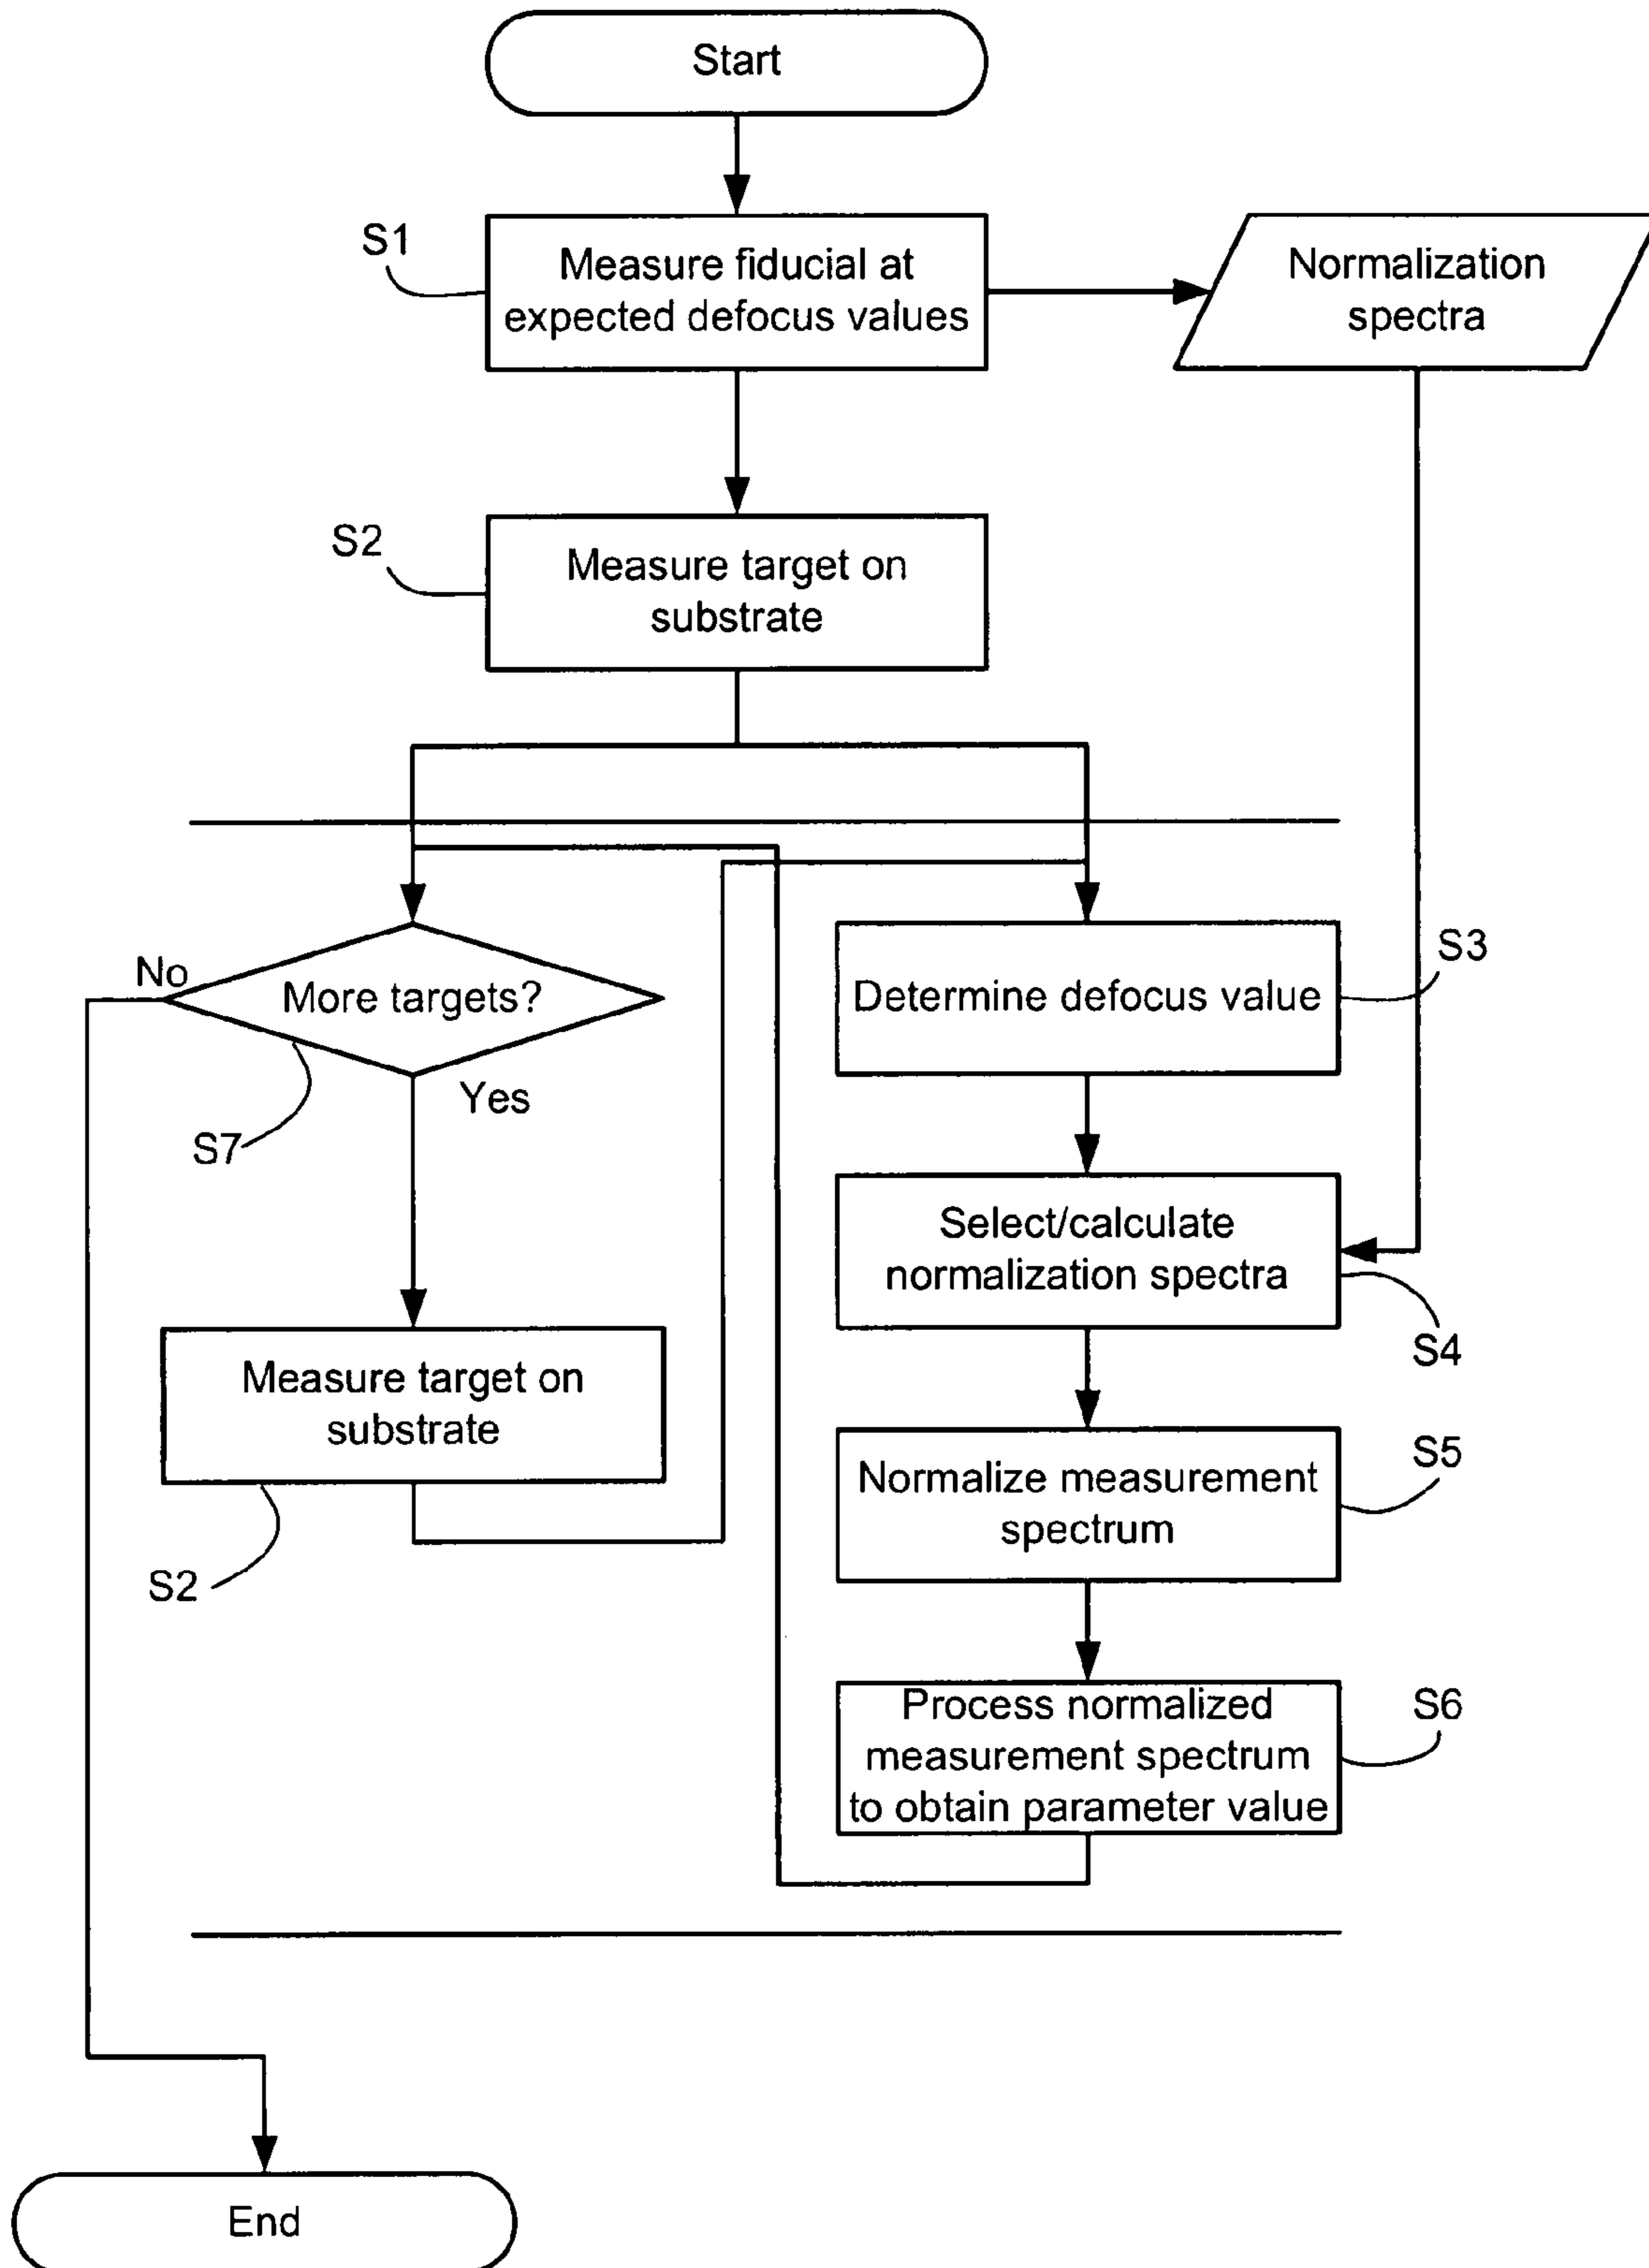 Start
S1
Measure fiducial at
expected defocus values
Normalization
spectra
S2
Measure target on
substrate
No
More targets?
Yes
S7
Determine defocus value
S3
Select/calculate
normalization spectra
S4
Measure target on
substrate
S2
Normalize measurement
spectrum
S5
Process normalized
measurement spectrum
to obtain parameter value
S6
End